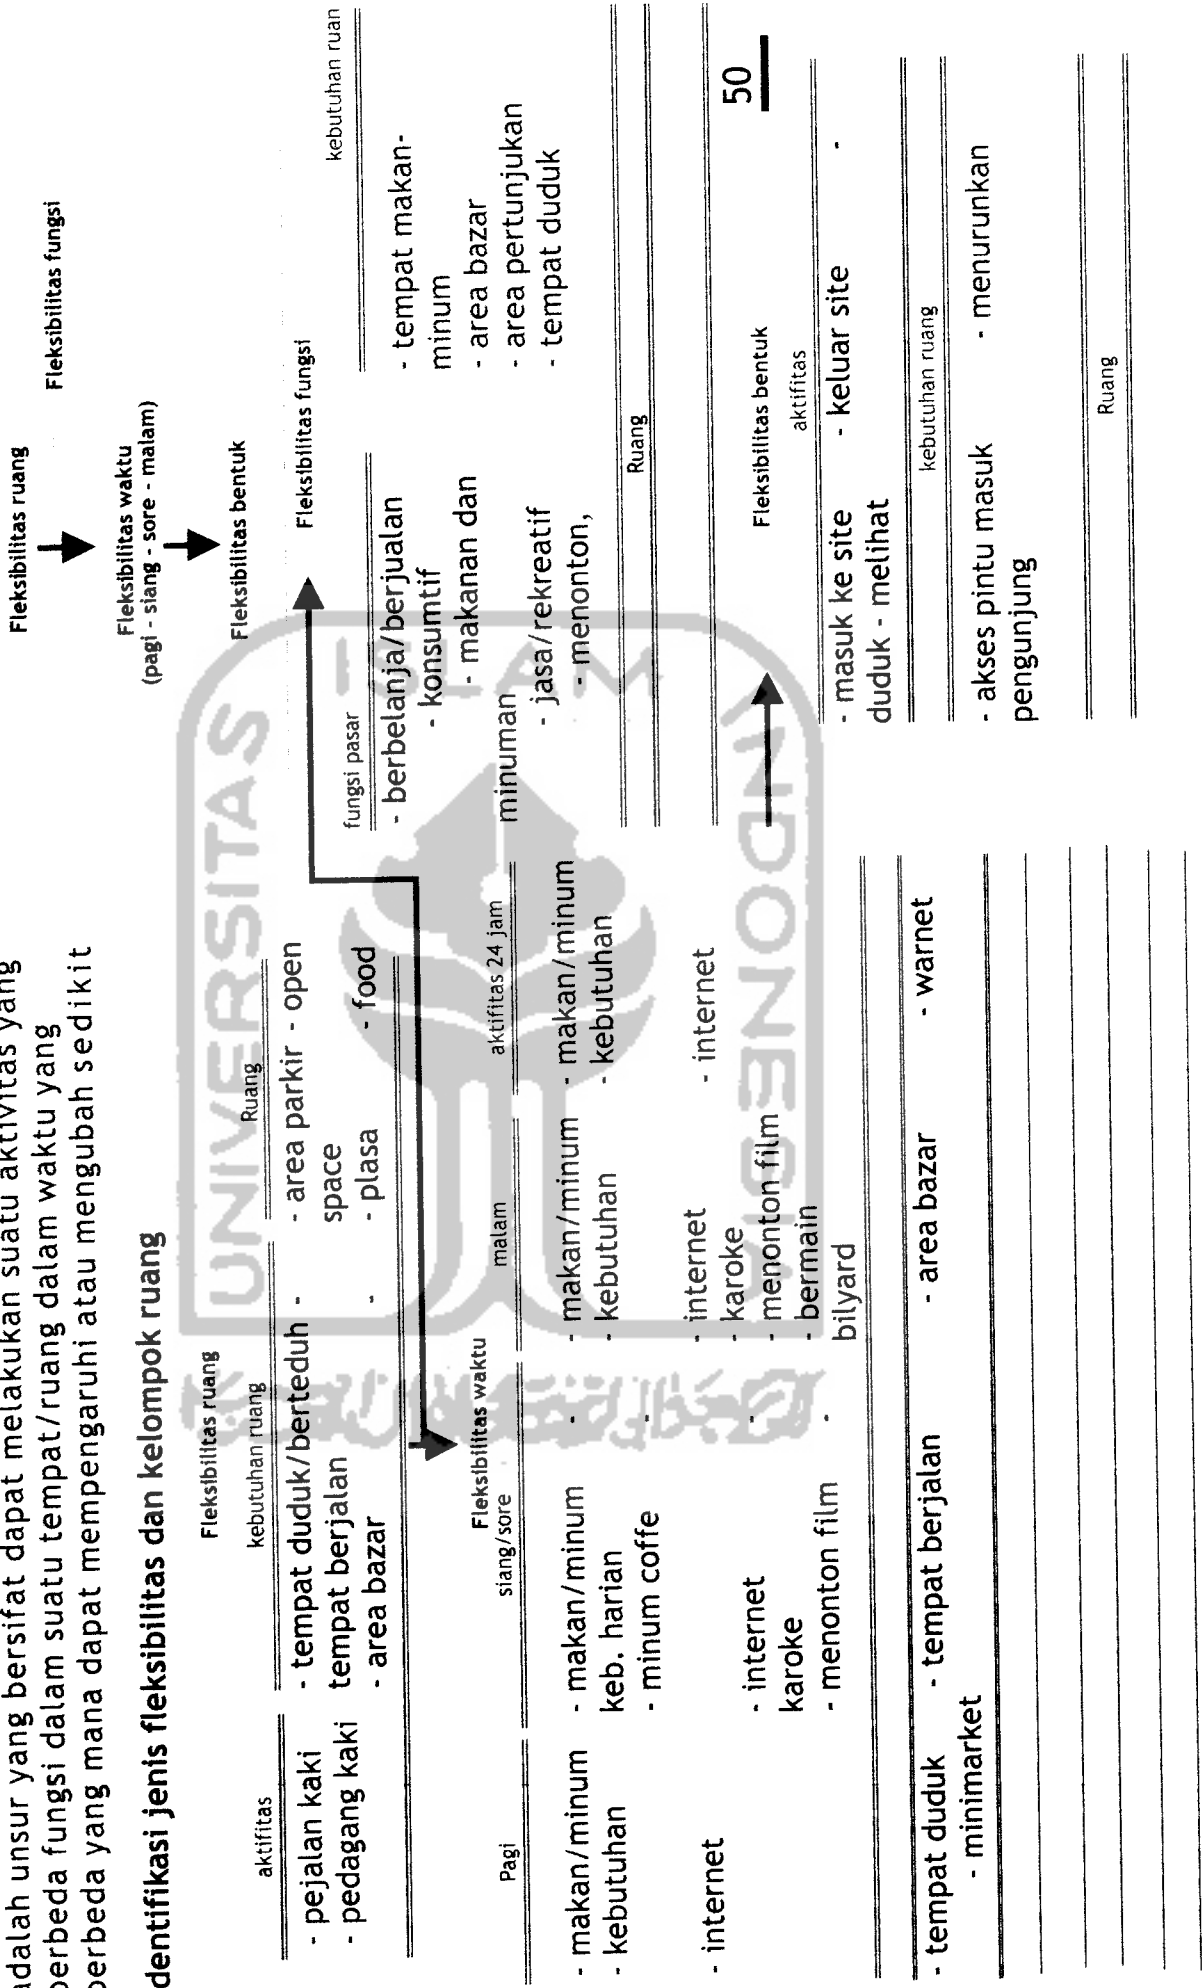 adalah unsur yang bersifat dapat melakukan suatu aktivitas yang
berbeda fungsi dalam suatu tempat/ruang dalam waktu yang
berbeda yang mana dapat mempengaruhi atau mengubah sedikit
Fleksibilitas ruang
Fleksibilitas fungsi
Fleksibilitas waktu
(pagi - siang - sore - malam)
Fleksibilitas bentuk
dentifikasi jenis fleksibilitas dan kelompok ruang
Fleksibilitas ruang
aktifitas
kebutuhan ruang
Ruang
- pejalan kaki
- pedagang kaki
- tempat duduk/berteduh -
tempat berjalan -
- area bazar
- area parkir - open
space
- plasa - food
Fleksibilitas fungsi
fungsi pasar
kebutuhan ruan
- berbelanja/berjualan
- konsumtif
- makanan dan
minuman
- jasa/rekreatif
- menonton,
- tempat makan-
minum
- area bazar
- area pertunjukan
- tempat duduk
Ruang
Fleksibilitas waktu
Pagi
siang/sore
malam
aktifitas 24 jam
- makan/minum
- kebutuhan
- internet
- makan/minum -
keb. harian
- minum coffe -
- internet -
karoke
- menonton film -
- makan/minum
- kebutuhan
- internet
- karoke
- menonton film
- bermain
bilyard
- makan/minum
- kebutuhan
- internet
- tempat duduk - tempat berjalan - area bazar - warnet
- minimarket
Fleksibilitas bentuk
aktifitas
- masuk ke site - keluar site -
duduk - melihat
kebutuhan ruang
- akses pintu masuk - menurunkan
pengunjung
Ruang
50
UNIVERSITAS
ISLAM
INDONESIA